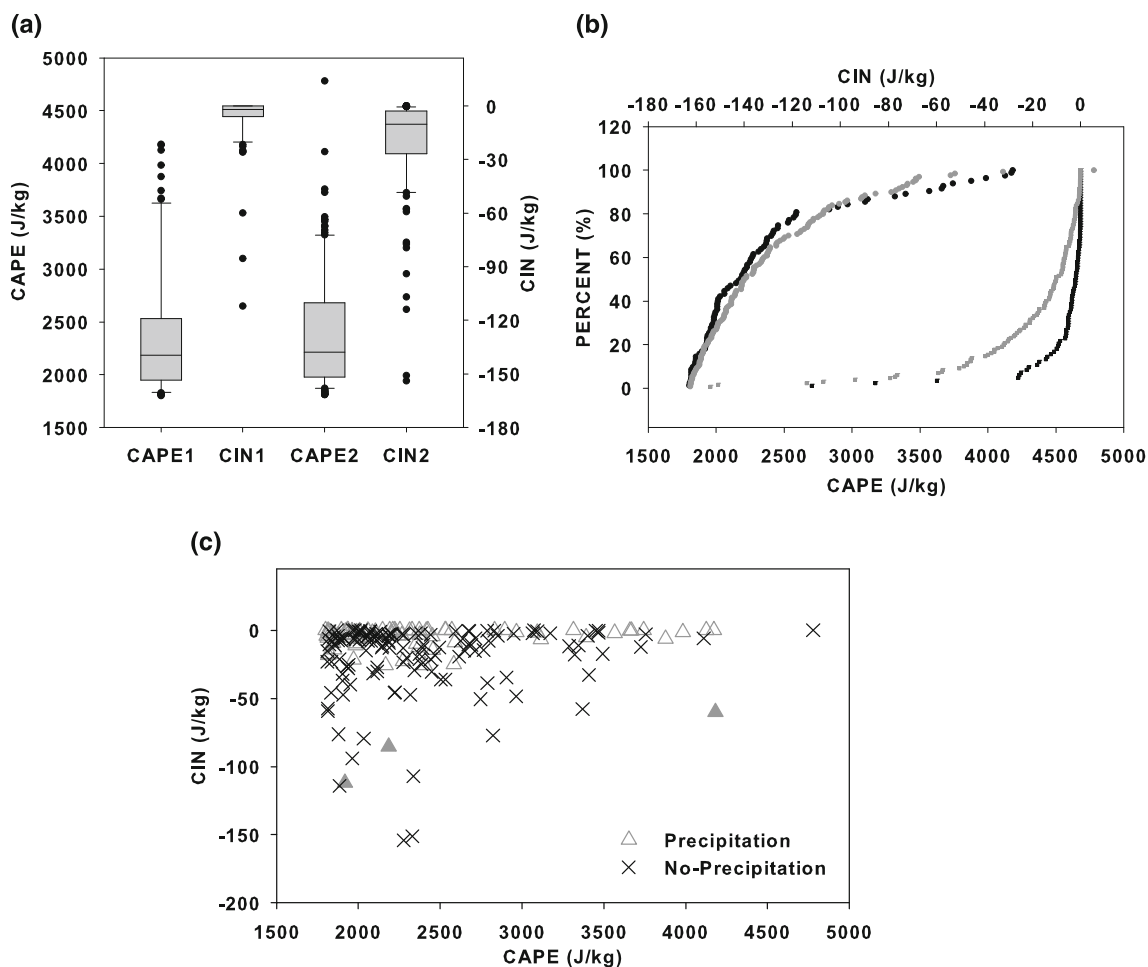 (a)
5000
4500
4000
3500
3000
2500
2000
1500
CAPE (J/kg)
0
-30
-60
-90
-120
-150
-180
CIN (J/kg)
CAPE1 CIN1 CAPE2 CIN2
(b)
CIN (J/kg)
-180 -160 -140 -120 -100 -80 -60 -40 -20 0
120
100
80
60
40
20
0
PERCENT (%)
1500 2000 2500 3000 3500 4000 4500 5000
CAPE (J/kg)
(c)
0
-50
-100
-150
-200
CIN (J/kg)
Precipitation
No-Precipitation
1500 2000 2500 3000 3500 4000 4500 5000
CAPE (J/kg)